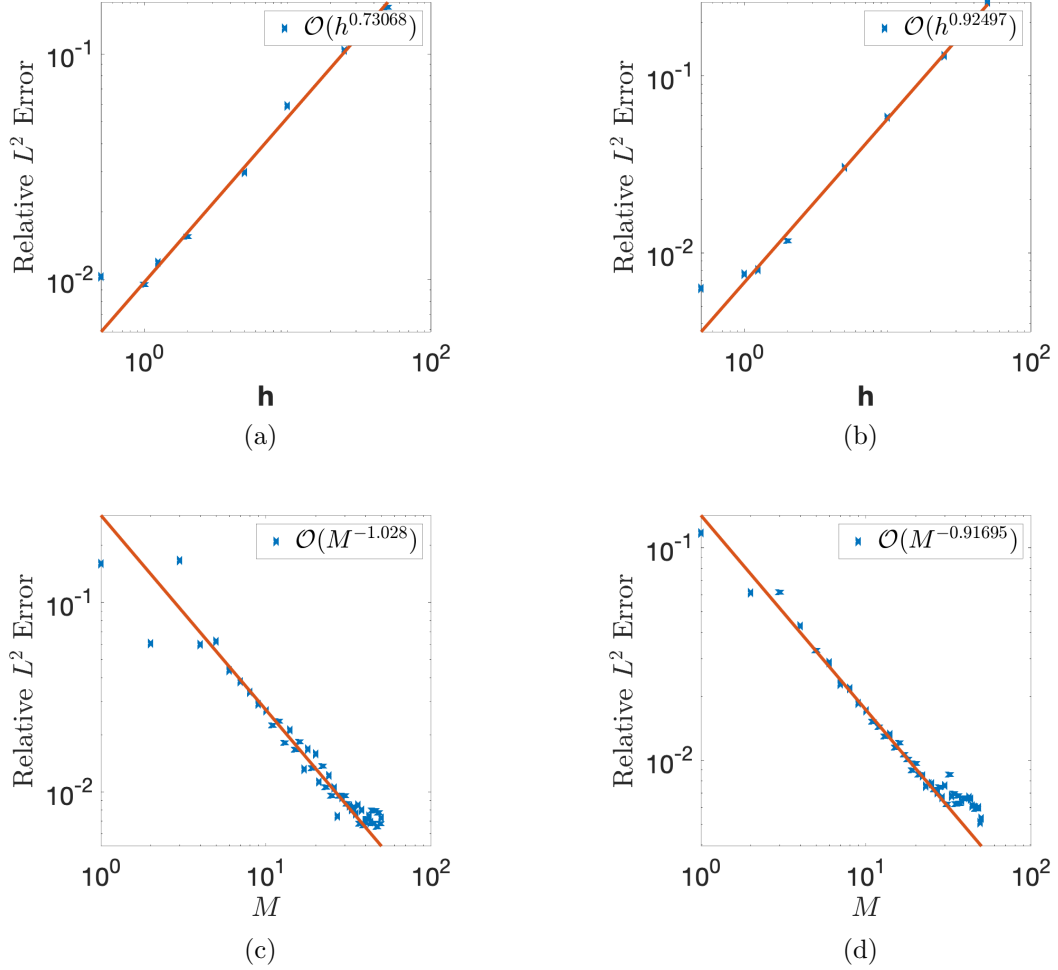 𝒪(h^0.73068)
10^-1
10^-2
Relative L^2 Error
10^0
10^2
h
(a)
𝒪(h^0.92497)
10^-1
10^-2
Relative L^2 Error
10^0
10^2
h
(b)
𝒪(M^-1.028)
10^-1
10^-2
Relative L^2 Error
10^0
10^1
10^2
M
(c)
𝒪(M^-0.91695)
10^-1
10^-2
Relative L^2 Error
10^0
10^1
10^2
M
(d)